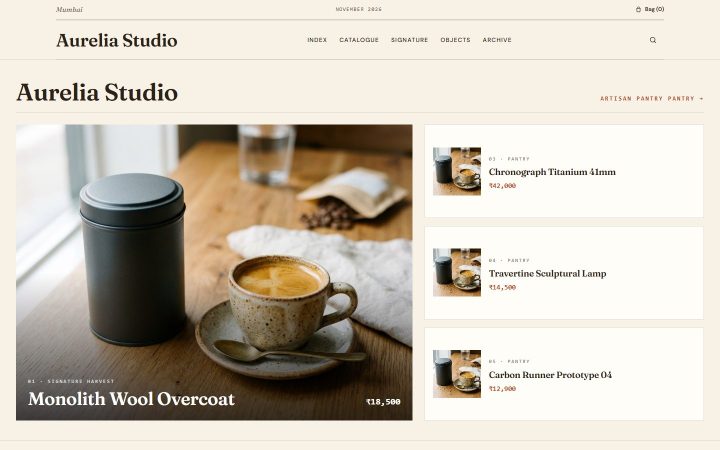 Mumbai
NOVEMBER 2026
Bag (0)
Aurelia Studio
INDEX CATALOGUE SIGNATURE OBJECTS ARCHIVE
Aurelia Studio
ARTISAN PANTRY PANTRY →
01 · SIGNATURE HARVEST
Monolith Wool Overcoat
₹18,500
03 · PANTRY
Chronograph Titanium 41mm
₹42,000
04 · PANTRY
Travertine Sculptural Lamp
₹14,500
05 · PANTRY
Carbon Runner Prototype 04
₹12,900